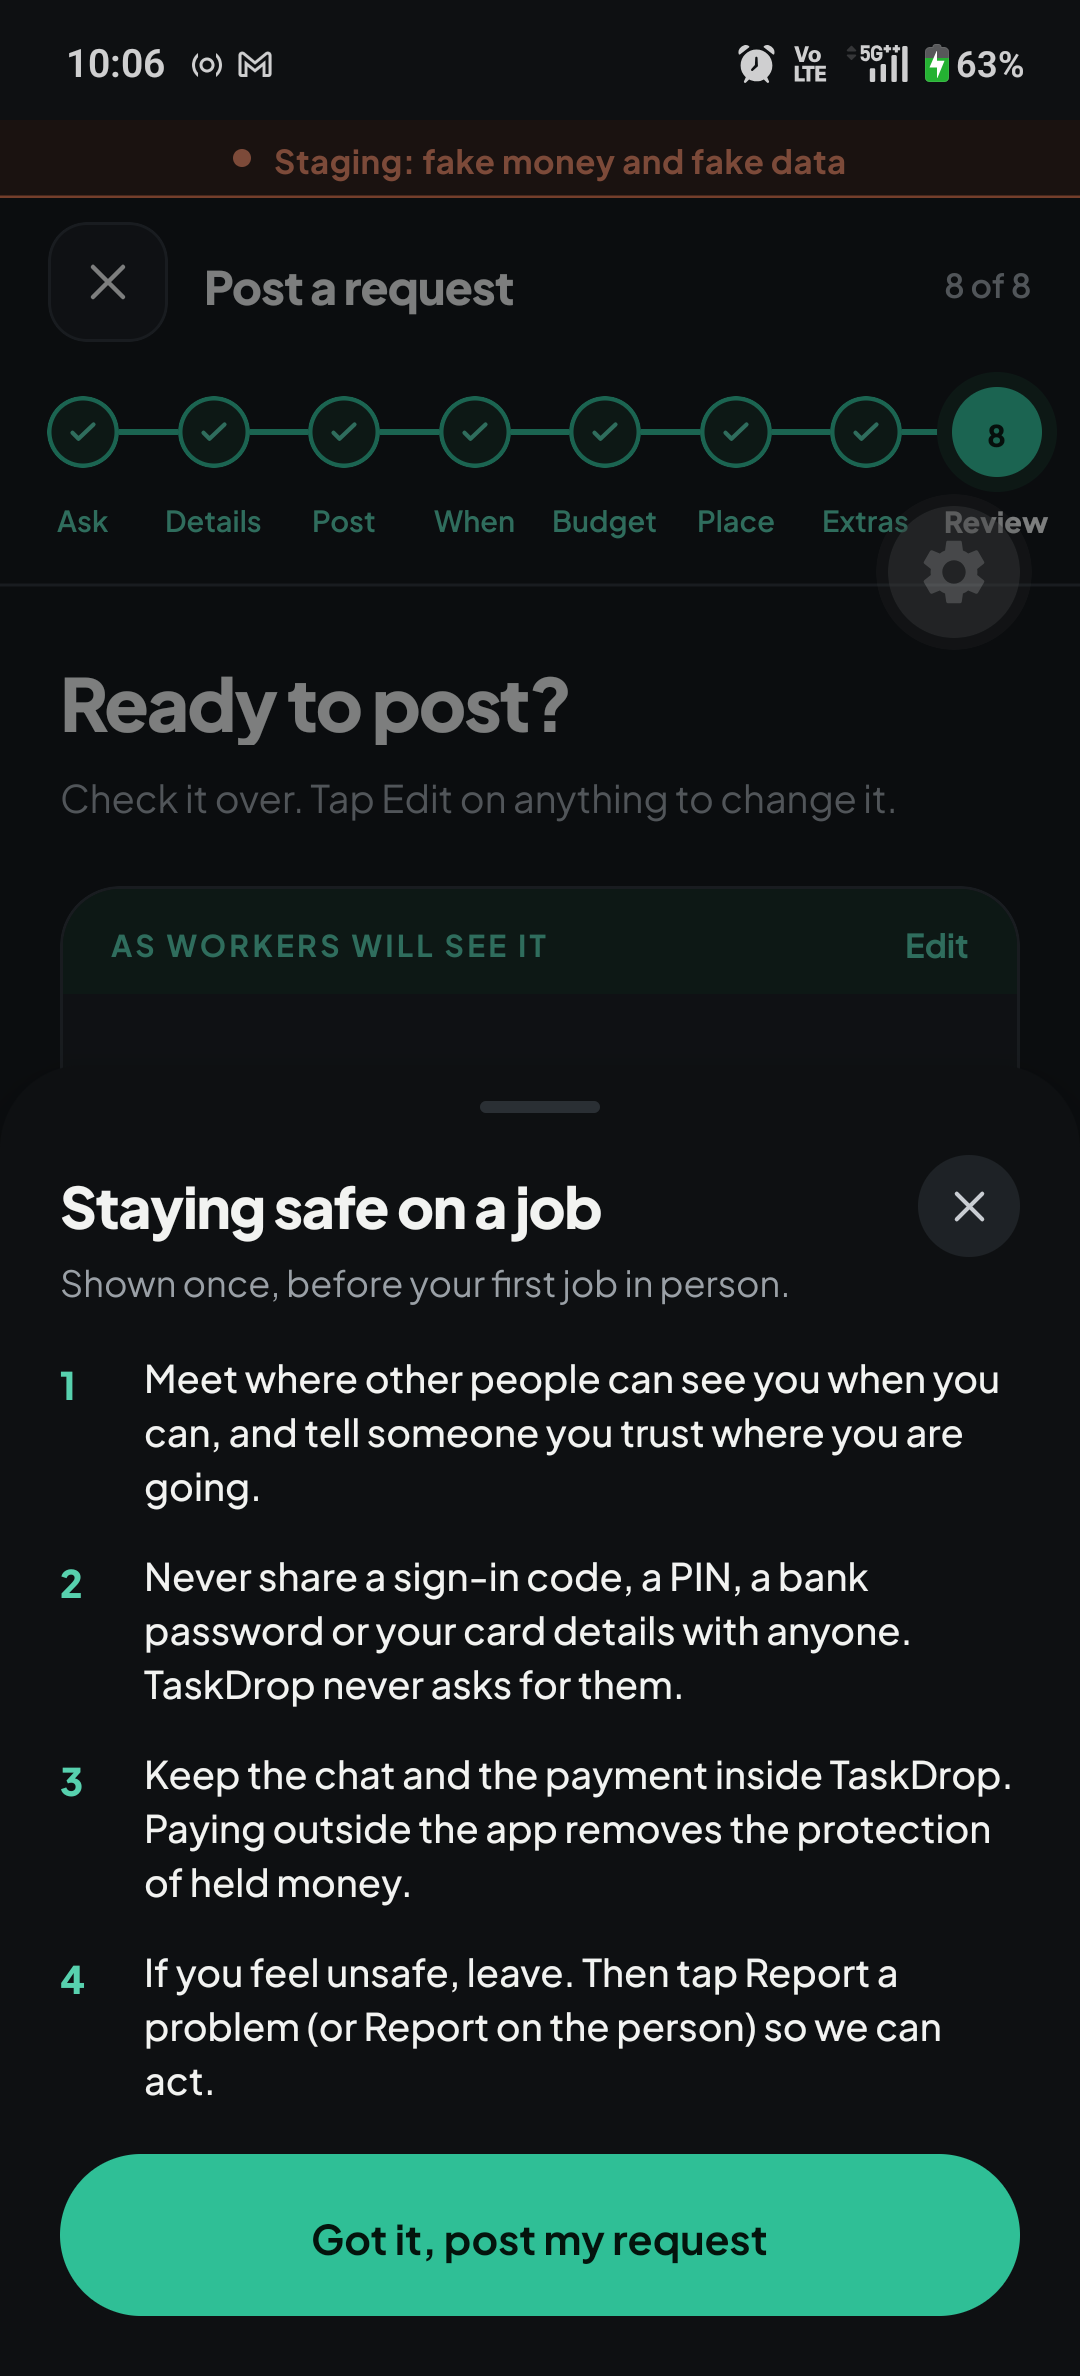 10:06
Vo
LTE
5G++
63%
Staging: fake money and fake data
Post a request
8 of 8
8
Ask
Details
Post
When
Budget
Place
Extras
Review
Ready to post?
Check it over. Tap Edit on anything to change it.
AS WORKERS WILL SEE IT
Edit
Staying safe on a job
Shown once, before your first job in person.
1
Meet where other people can see you when you
can, and tell someone you trust where you are
going.
2
Never share a sign-in code, a PIN, a bank
password or your card details with anyone.
TaskDrop never asks for them.
3
Keep the chat and the payment inside TaskDrop.
Paying outside the app removes the protection
of held money.
4
If you feel unsafe, leave. Then tap Report a
problem (or Report on the person) so we can
act.
Got it, post my request